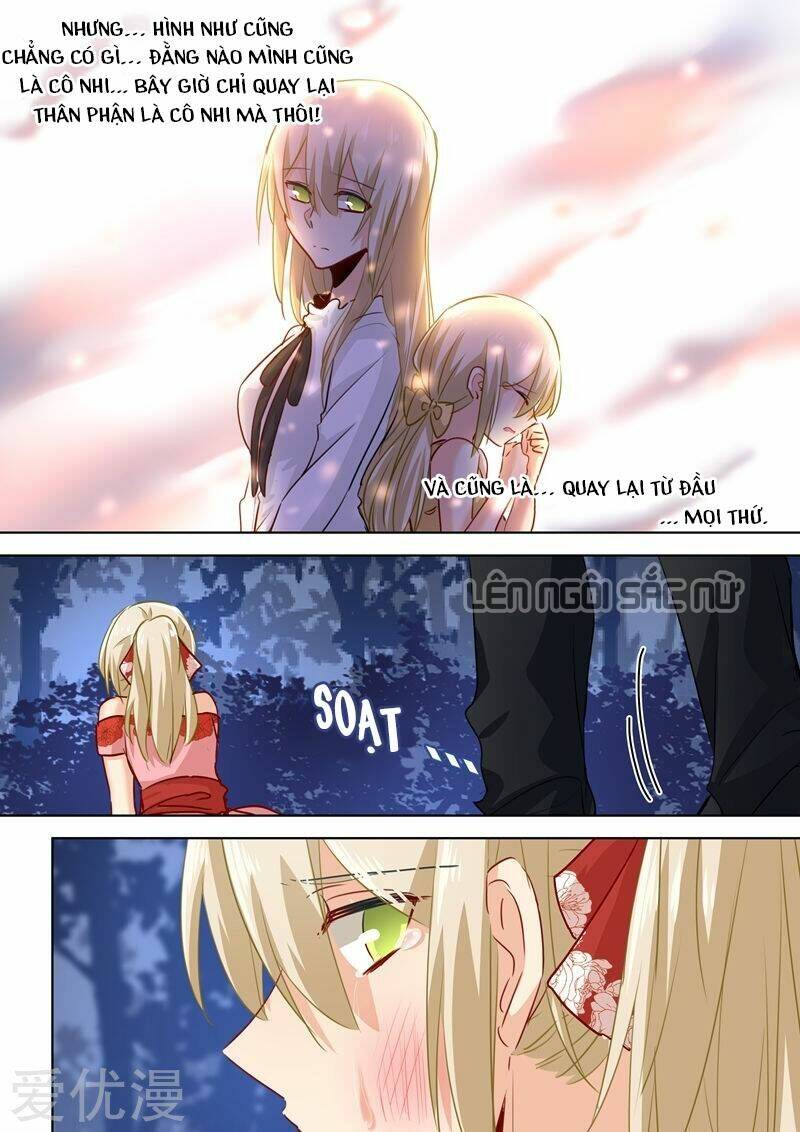 NHƯNG... HÌNH NHƯ CŨNG
CHẲNG CÓ GÌ... ĐẰNG NÀO MÌNH CŨNG
LÀ CÔ NHI... BÂY GIỜ CHỈ QUAY LẠI
THÂN PHẬN LÀ CÔ NHI MÀ THÔI!
VÀ CŨNG LÀ... QUAY LẠI TỪ ĐẦU
... MỌI THỨ.
LÊN NGÔI SẮC NỮ
SOẠT
爱优漫